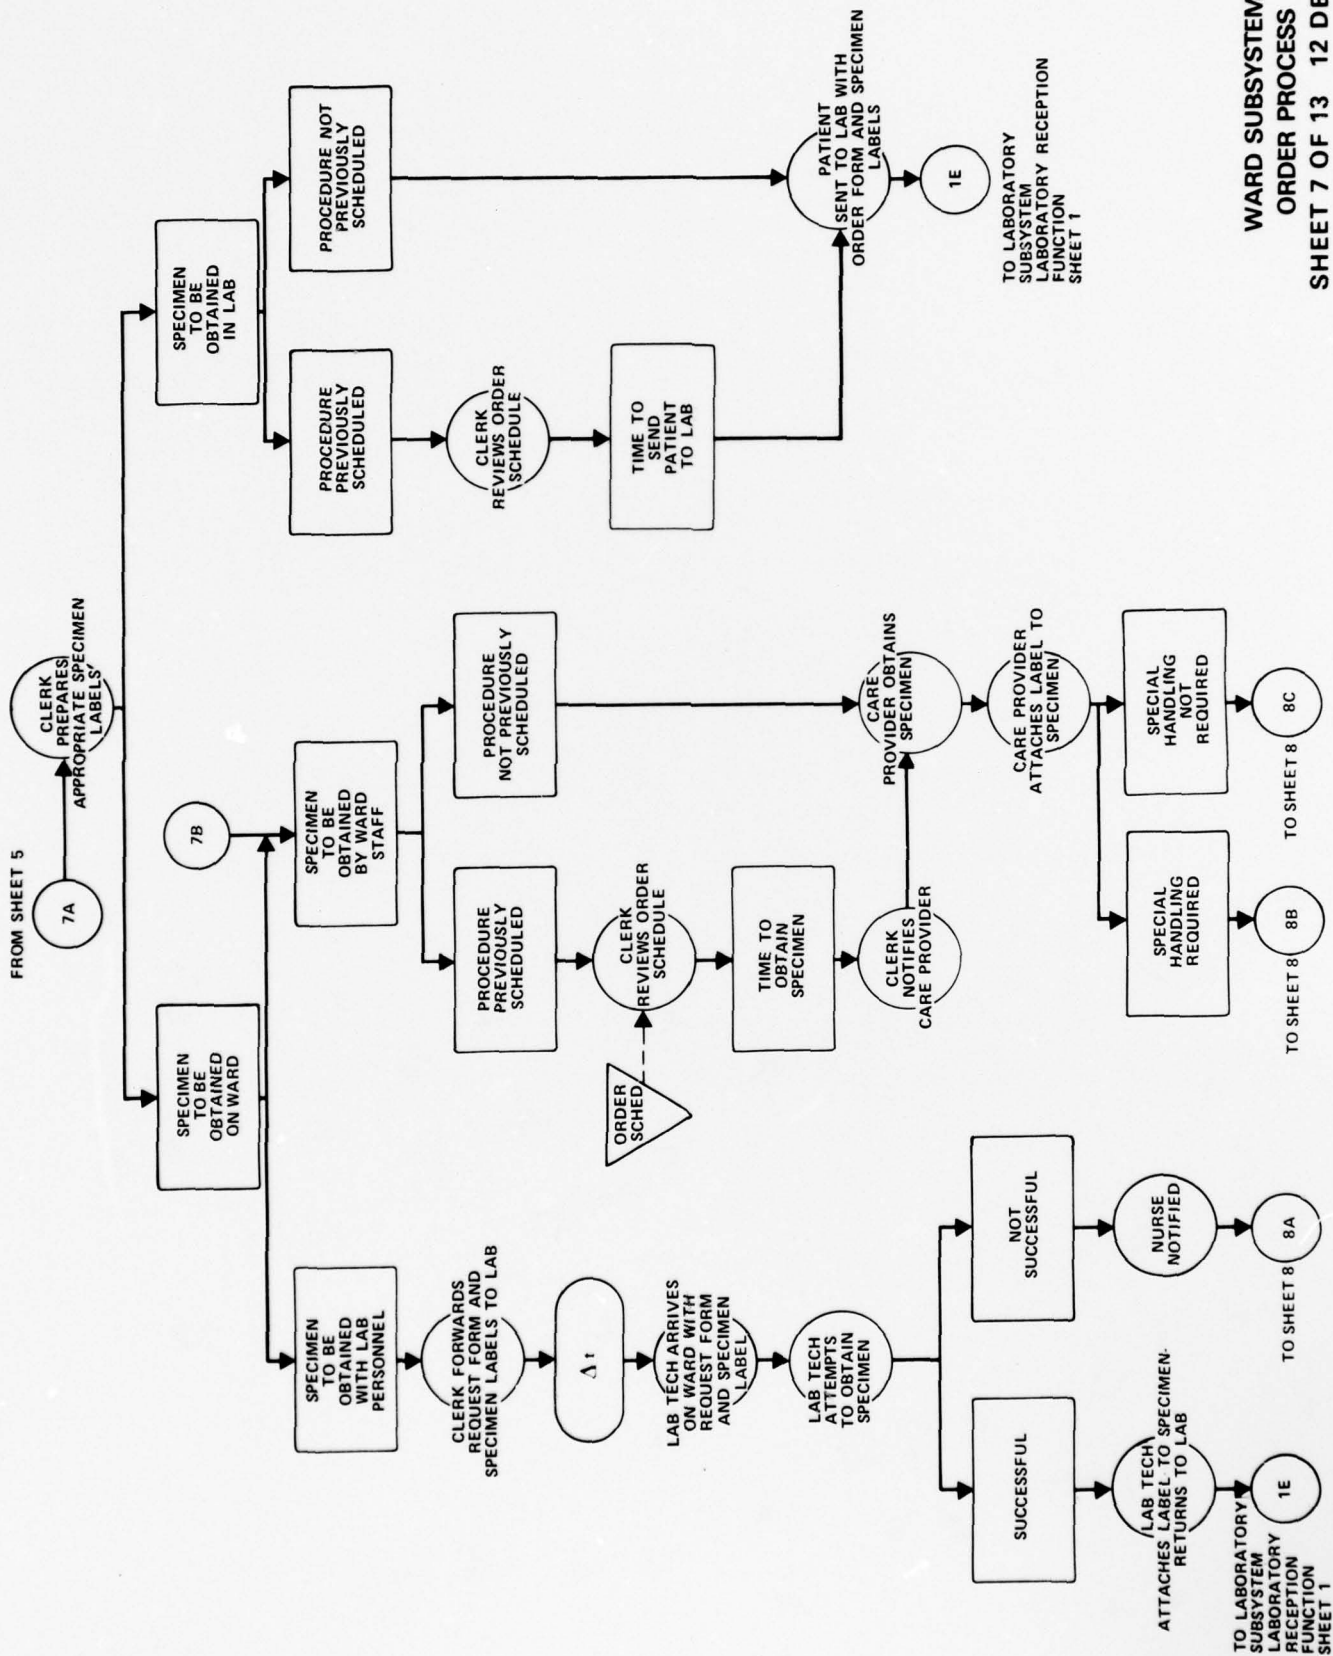 FROM SHEET 5
7A
CLERK
PREPARES
APPROPRIATE SPECIMEN
LABELS
SPECIMEN
TO BE
OBTAINED
ON WARD
7B
SPECIMEN
TO BE
OBTAINED
IN LAB
SPECIMEN
TO BE
OBTAINED
WITH LAB
PERSONNEL
SPECIMEN
TO BE
OBTAINED
BY WARD
STAFF
PROCEDURE
PREVIOUSLY
SCHEDULED
PROCEDURE NOT
PREVIOUSLY
SCHEDULED
CLERK FORWARDS
REQUEST FORM AND
SPECIMEN LABELS TO LAB
PROCEDURE
PREVIOUSLY
SCHEDULED
PROCEDURE
NOT PREVIOUSLY
SCHEDULED
CLERK
REVIEWS ORDER
SCHEDULE
Δ t
ORDER
SCHED
CLERK
REVIEWS ORDER
SCHEDULE
TIME TO
SEND
PATIENT
TO LAB
LAB TECH ARRIVES
ON WARD WITH
REQUEST FORM
AND SPECIMEN
LABEL
TIME TO
OBTAIN
SPECIMEN
LAB TECH
ATTEMPTS
TO OBTAIN
SPECIMEN
CLERK
NOTIFIES
CARE PROVIDER
CARE
PROVIDER OBTAINS
SPECIMEN
PATIENT
SENT TO LAB WITH
ORDER FORM AND SPECIMEN
LABELS
SUCCESSFUL
NOT
SUCCESSFUL
CARE PROVIDER
ATTACHES LABEL TO
SPECIMEN
1E
TO LABORATORY
SUBSYSTEM
LABORATORY RECEPTION
FUNCTION
SHEET 1
LAB TECH
ATTACHES LABEL TO SPECIMEN-
RETURNS TO LAB
NURSE
NOTIFIED
SPECIAL
HANDLING
REQUIRED
SPECIAL
HANDLING
NOT
REQUIRED
TO LABORATORY
SUBSYSTEM
LABORATORY
RECEPTION
FUNCTION
SHEET 1
1E
8A
TO SHEET 8
8B
TO SHEET 8
8C
TO SHEET 8
WARD SUBSYSTEM
ORDER PROCESS
SHEET 7 OF 13 12 DE